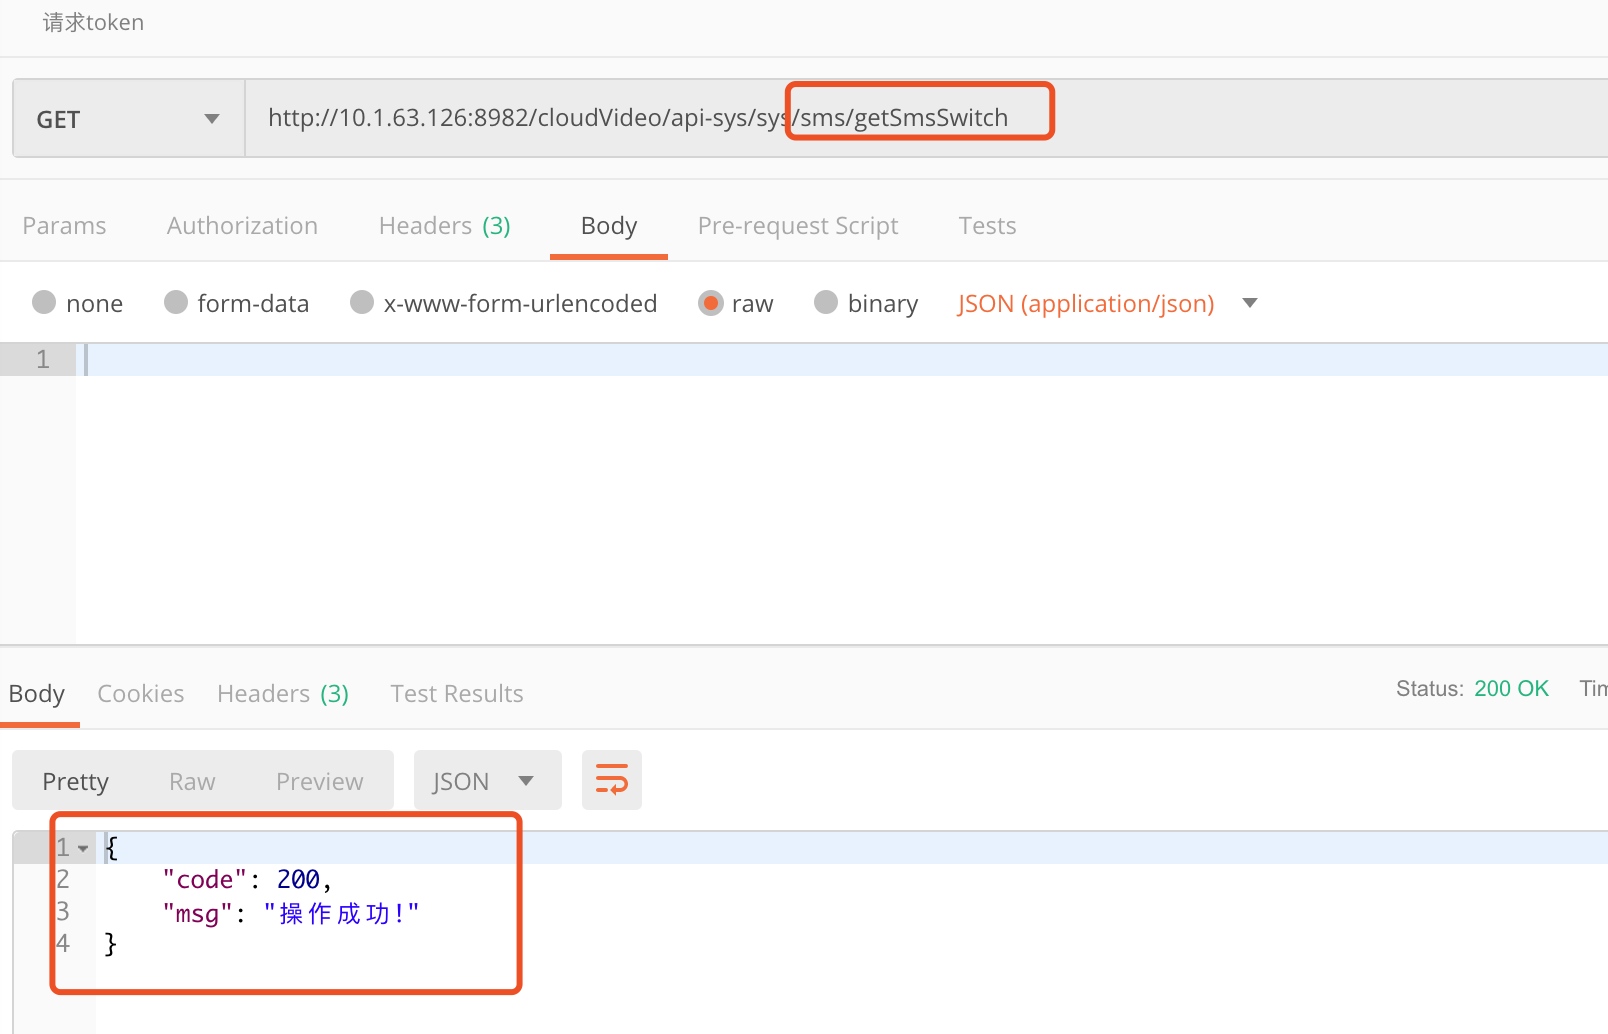 请求token
GET http://10.1.63.126:8982/cloudVideo/api-sys/sys/sms/getSmsSwitch
Params Authorization Headers (3) Body Pre-request Script Tests
none form-data x-www-form-urlencoded raw binary JSON (application/json)
1
Body Cookies Headers (3) Test Results Status: 200 OK Tim
Pretty Raw Preview JSON
1 {
2 "code": 200,
3 "msg": "操作成功!"
4 }